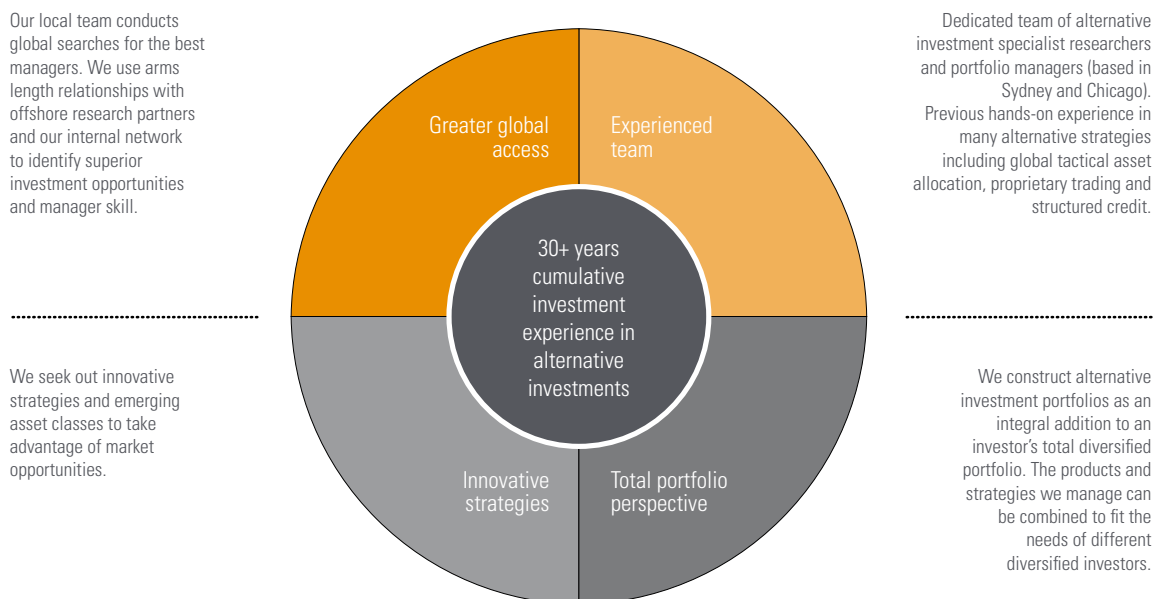 Our local team conducts
global searches for the best
managers. We use arms
length relationships with
offshore research partners
and our internal network
to identify superior
investment opportunities
and manager skill.
Greater global
access
Experienced
team
Dedicated team of alternative
investment specialist researchers
and portfolio managers (based in
Sydney and Chicago).
Previous hands-on experience in
many alternative strategies
including global tactical asset
allocation, proprietary trading and
structured credit.
30+ years
cumulative
investment
experience in
alternative
investments
We seek out innovative
strategies and emerging
asset classes to take
advantage of market
opportunities.
Innovative
strategies
Total portfolio
perspective
We construct alternative
investment portfolios as an
integral addition to an
investor’s total diversified
portfolio. The products and
strategies we manage can
be combined to fit the
needs of different
diversified investors.